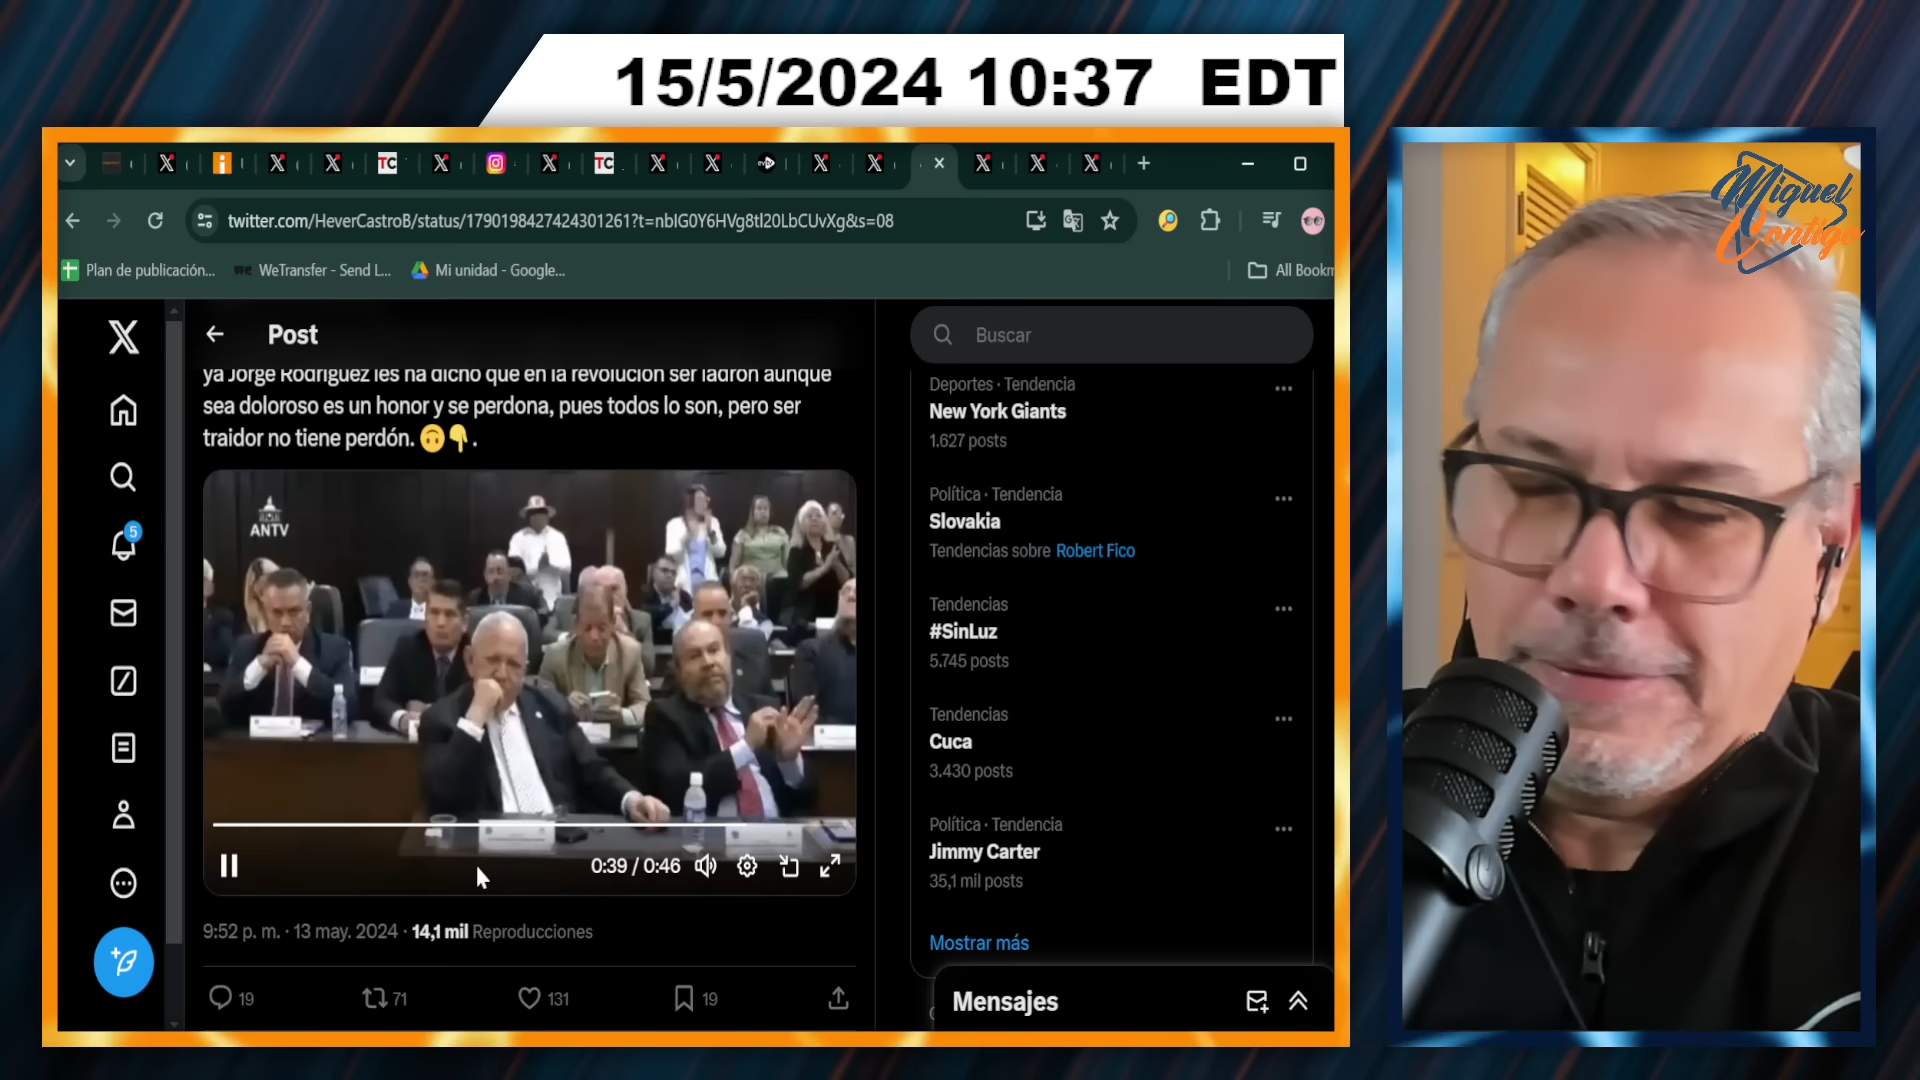 15/5/2024 10:37 EDT
Miguel
Contigo
TC
TC
twitter.com/HeverCastroB/status/1790198427424301261?t=nblG0Y6HVg8tI20LbCUvXg&s=08
Plan de publicación...
WeTransfer - Send L...
Mi unidad - Google...
All Bookm
Post
Buscar
ya Jorge Rodríguez les ha dicho que en la revolución ser ladrón aunque
sea doloroso es un honor y se perdona, pues todos lo son, pero ser
traidor no tiene perdón. 🙃👇.
ANTV
0:39 / 0:46
9:52 p. m. · 13 may. 2024 · 14,1 mil Reproducciones
19
71
131
19
5
Deportes · Tendencia
New York Giants
1.627 posts
Política · Tendencia
Slovakia
Tendencias sobre Robert Fico
Tendencias
#SinLuz
5.745 posts
Tendencias
Cuca
3.430 posts
Política · Tendencia
Jimmy Carter
35,1 mil posts
Mostrar más
Mensajes